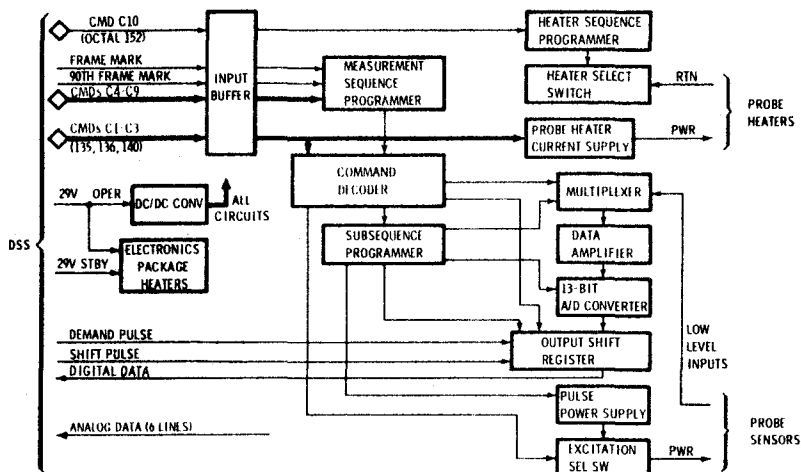 CMD C10
(OCTAL 152)
FRAME MARK
90TH FRAME MARK
CMDs C4-C9
CMDs C1-C3
(135, 136, 140)
INPUT
BUFFER
MEASUREMENT
SEQUENCE
PROGRAMMER
HEATER SEQUENCE
PROGRAMMER
HEATER SELECT
SWITCH
RTN
PROBE
HEATERS
PROBE HEATER
CURRENT SUPPLY
PWR
COMMAND
DECODER
29V OPER
DC/DC CONV
ALL
CIRCUITS
DSS
29V STBY
ELECTRONICS
PACKAGE
HEATERS
SUBSEQUENCE
PROGRAMMER
MULTIPLEXER
DATA
AMPLIFIER
13-BIT
A/D CONVERTER
DEMAND PULSE
SHIFT PULSE
DIGITAL DATA
OUTPUT SHIFT
REGISTER
LOW
LEVEL
INPUTS
PULSE
POWER SUPPLY
ANALOG DATA (6 LINES)
EXCITATION
SEL SW
PWR
PROBE
SENSORS